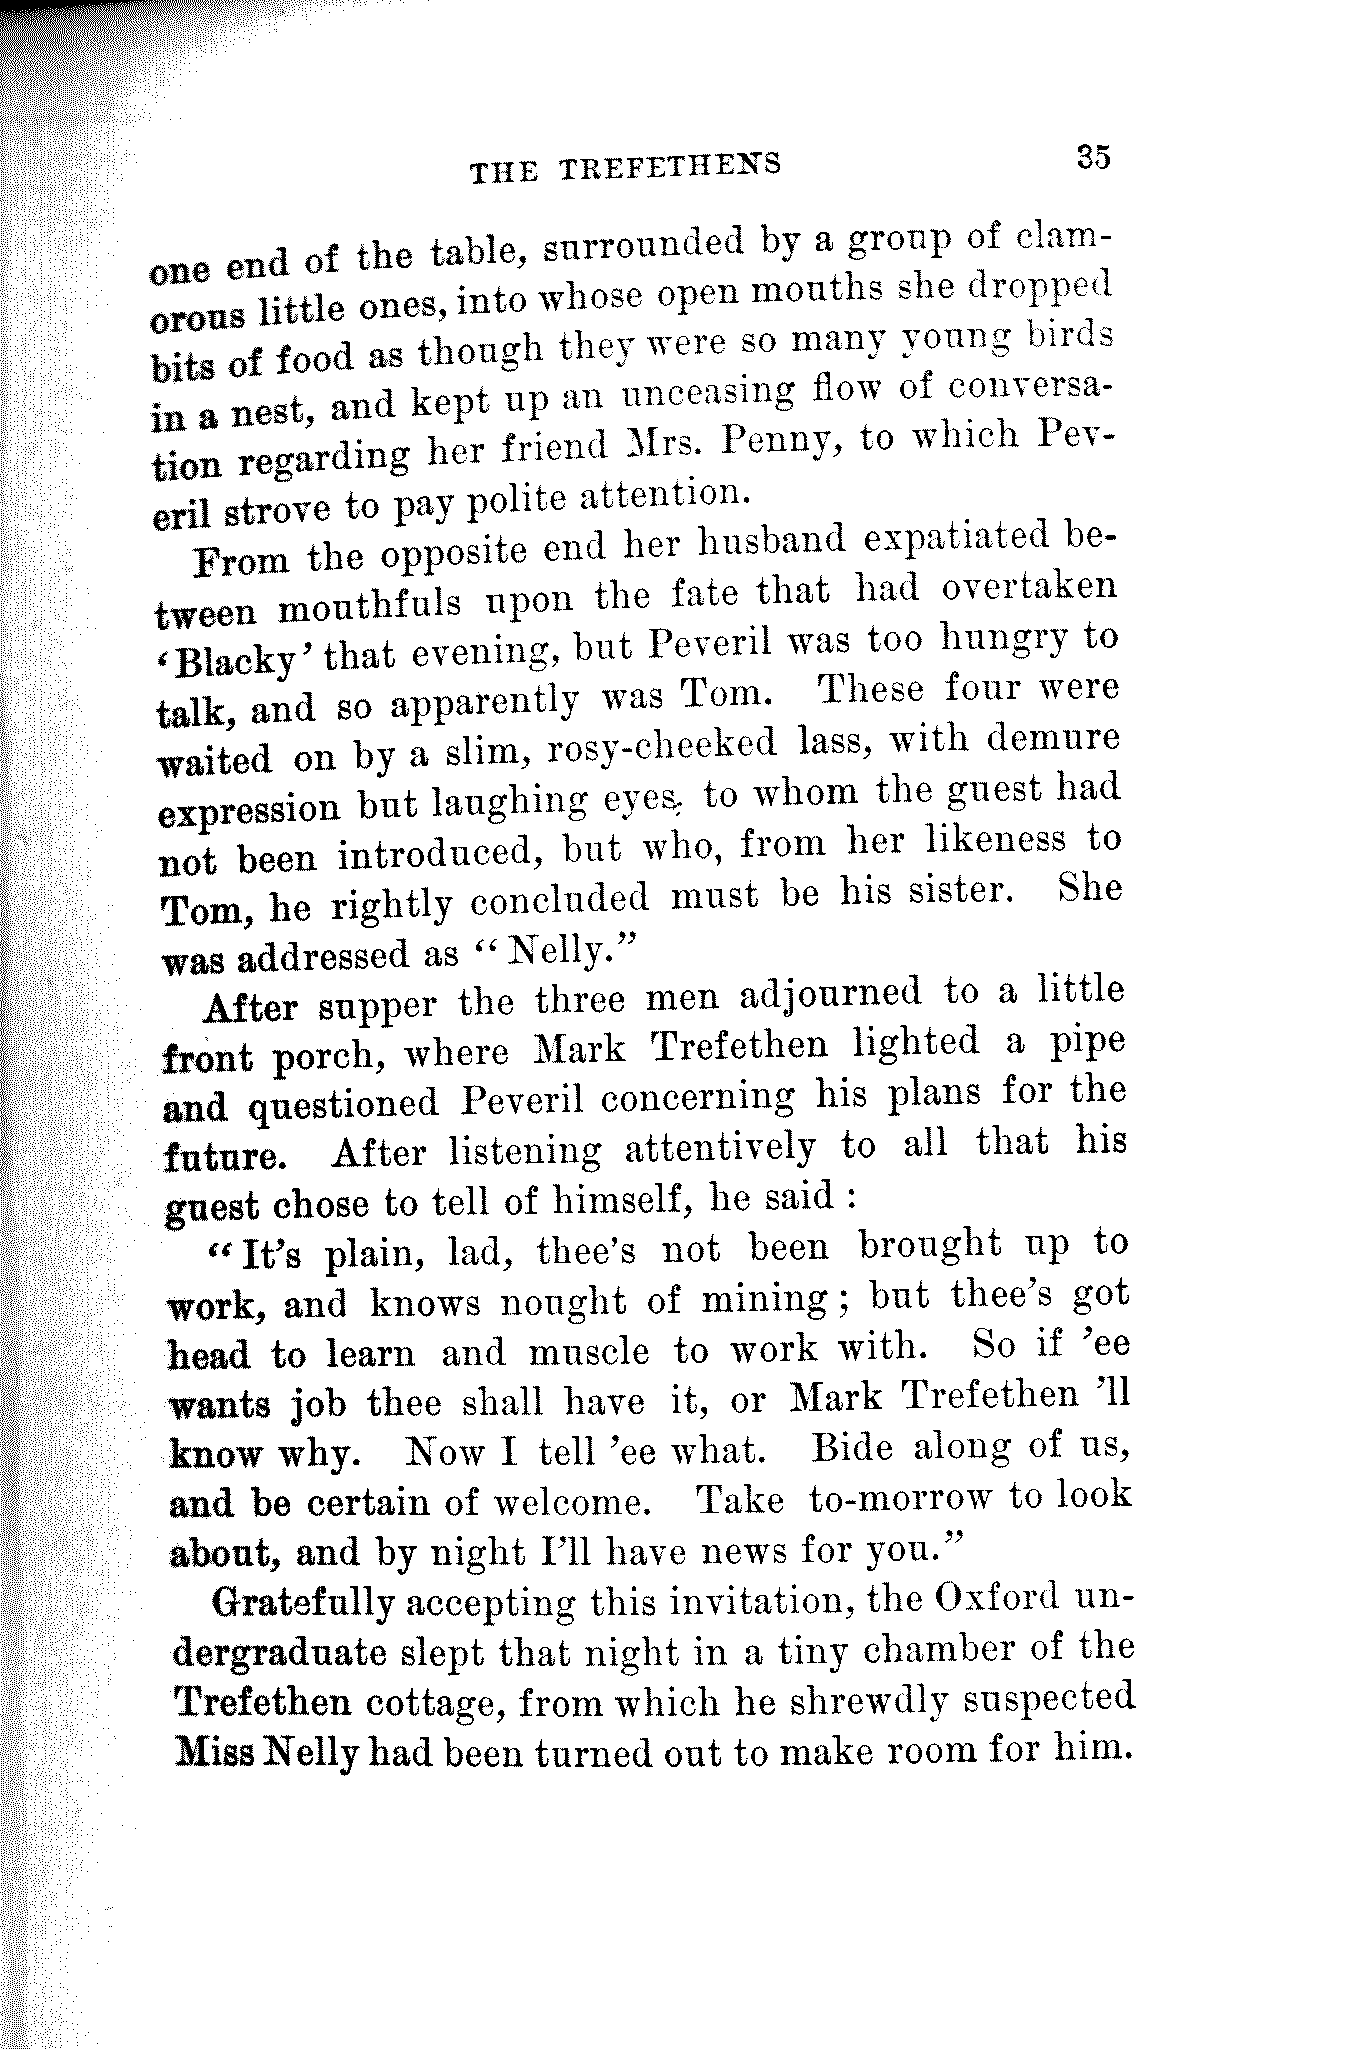 THE TREFETHENS 35
one end of the table, surrounded by a group of clam-
orous little ones, into whose open mouths she dropped
bits of food as though they were so many young birds
in a nest, and kept up an unceasing flow of conversa-
tion regarding her friend Mrs. Penny, to which Pev-
eril strove to pay polite attention.
From the opposite end her husband expatiated be-
tween mouthfuls upon the fate that had overtaken
‘Blacky’ that evening, but Peveril was too hungry to
talk, and so apparently was Tom. These four were
waited on by a slim, rosy-cheeked lass, with demure
expression but laughing eyes, to whom the guest had
not been introduced, but who, from her likeness to
Tom, he rightly concluded must be his sister. She
was addressed as “Nelly.”
After supper the three men adjourned to a little
front porch, where Mark Trefethen lighted a pipe
and questioned Peveril concerning his plans for the
future. After listening attentively to all that his
guest chose to tell of himself, he said :
“It’s plain, lad, thee’s not been brought up to
work, and knows nought of mining ; but thee’s got
head to learn and muscle to work with. So if ’ee
wants job thee shall have it, or Mark Trefethen ’ll
know why. Now I tell ’ee what. Bide along of us,
and be certain of welcome. Take to-morrow to look
about, and by night I’ll have news for you.”
Gratefully accepting this invitation, the Oxford un-
dergraduate slept that night in a tiny chamber of the
Trefethen cottage, from which he shrewdly suspected
Miss Nelly had been turned out to make room for him.